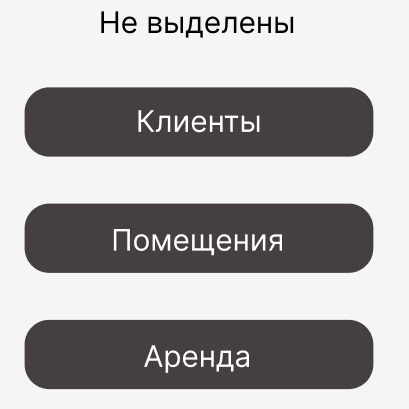 Не выделены
Клиенты
Помещения
Аренда